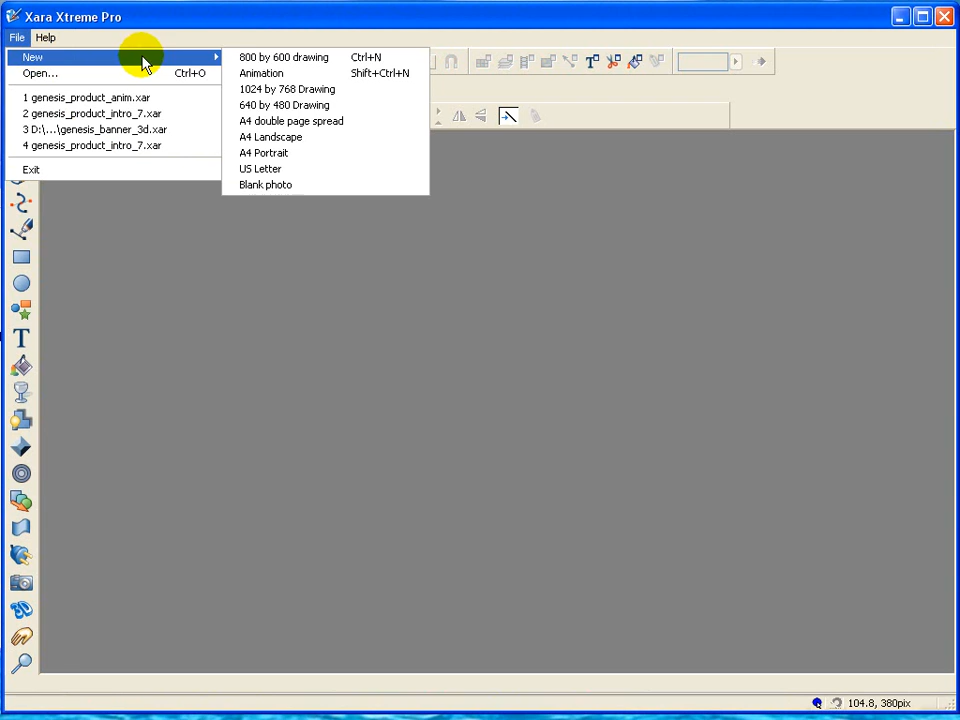 Xara Xtreme Pro
File Help
New
Open... Ctrl+O
1 genesis_product_anim.xar
2 genesis_product_intro_7.xar
3 D:\...\genesis_banner_3d.xar
4 genesis_product_intro_7.xar
Exit
800 by 600 drawing Ctrl+N
Animation Shift+Ctrl+N
1024 by 768 Drawing
640 by 480 Drawing
A4 double page spread
A4 Landscape
A4 Portrait
US Letter
Blank photo
T
T
3D
104.8, 380pix